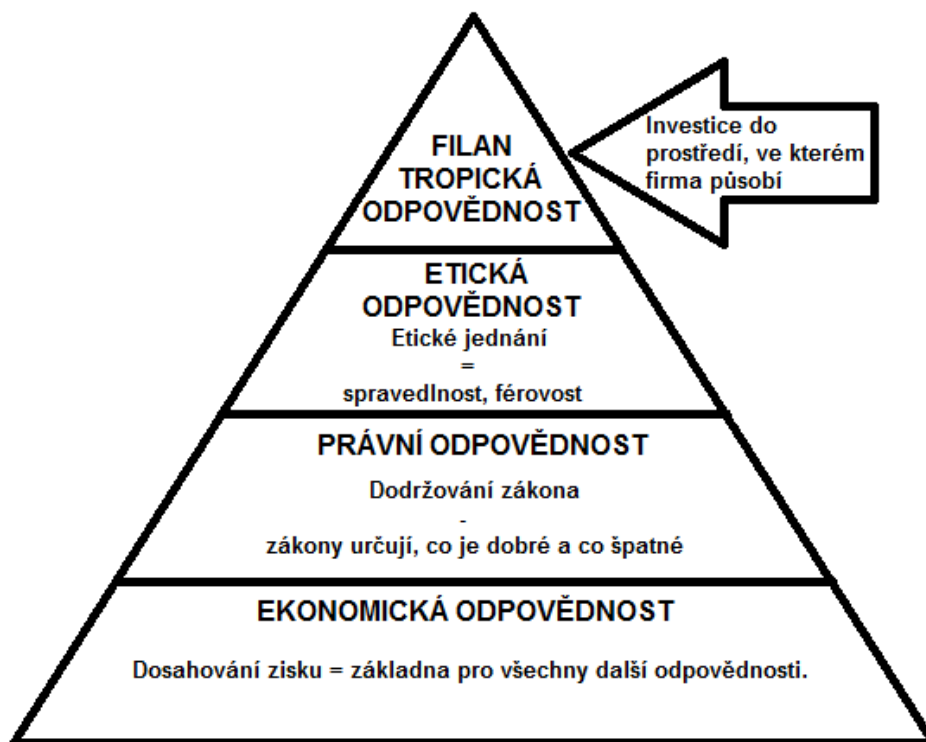 FILAN
TROPICKÁ
ODPOVĚDNOST
Investice do
prostředí, ve kterém
firma působí
ETICKÁ
ODPOVĚDNOST
Etické jednání
=
spravedlnost, férovost
PRÁVNÍ ODPOVĚDNOST
Dodržování zákona
-
zákony určují, co je dobré a co špatné
EKONOMICKÁ ODPOVĚDNOST
Dosahování zisku = základna pro všechny další odpovědnosti.